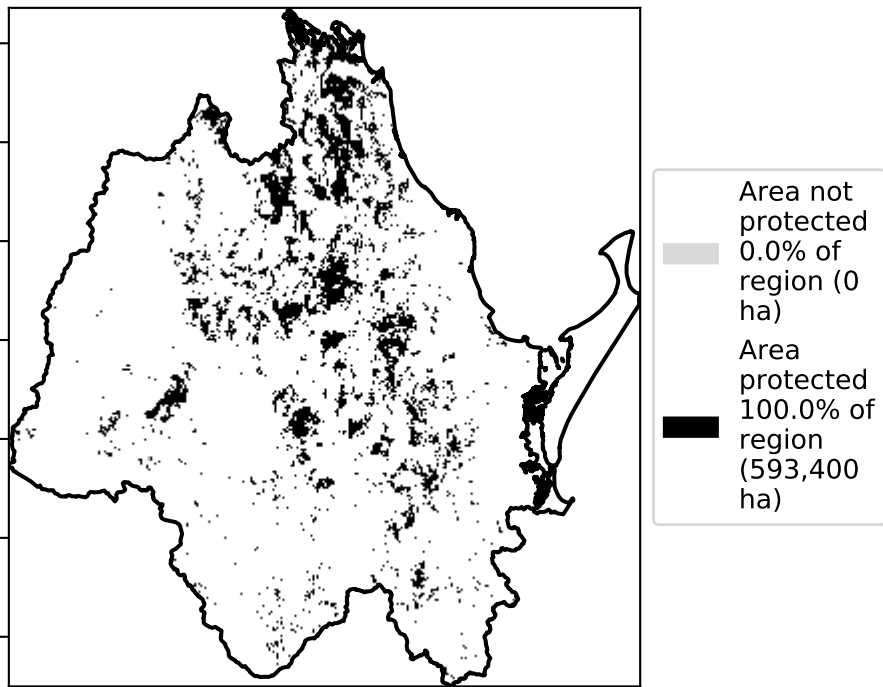 Area not
protected
0.0% of
region (0
ha)
Area
protected
100.0% of
region
(593,400
ha)